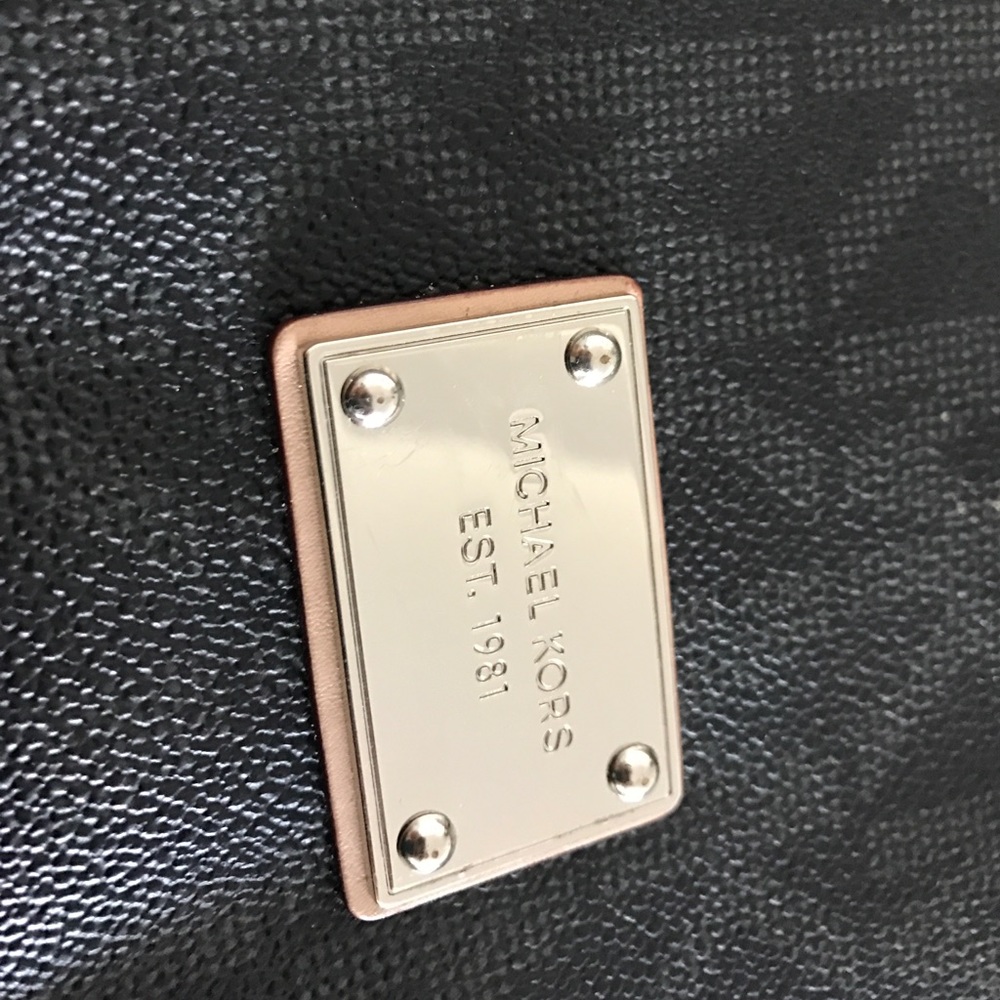 MICHAEL KORS
EST. 1981